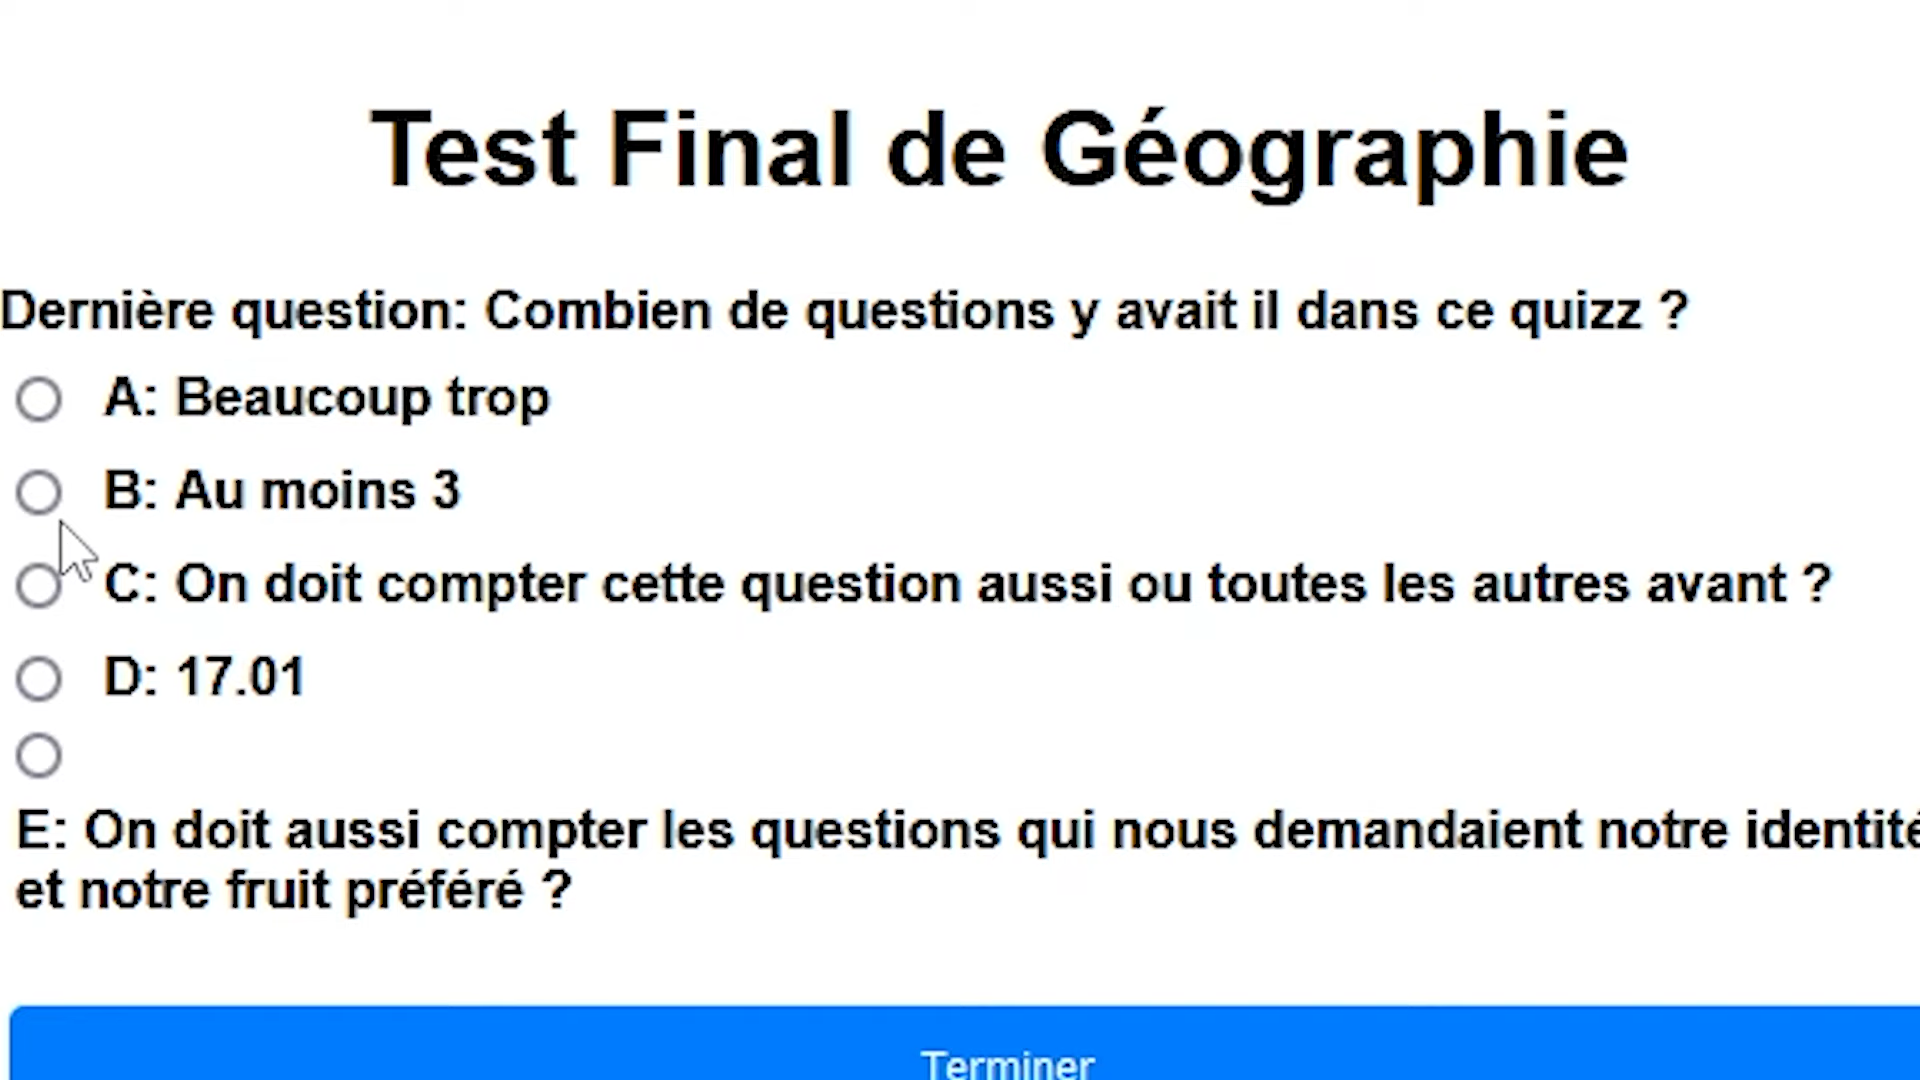 Test Final de Géographie
Dernière question: Combien de questions y avait il dans ce quizz ?
A: Beaucoup trop
B: Au moins 3
C: On doit compter cette question aussi ou toutes les autres avant ?
D: 17.01
E: On doit aussi compter les questions qui nous demandaient notre identité
et notre fruit préféré ?
Terminer